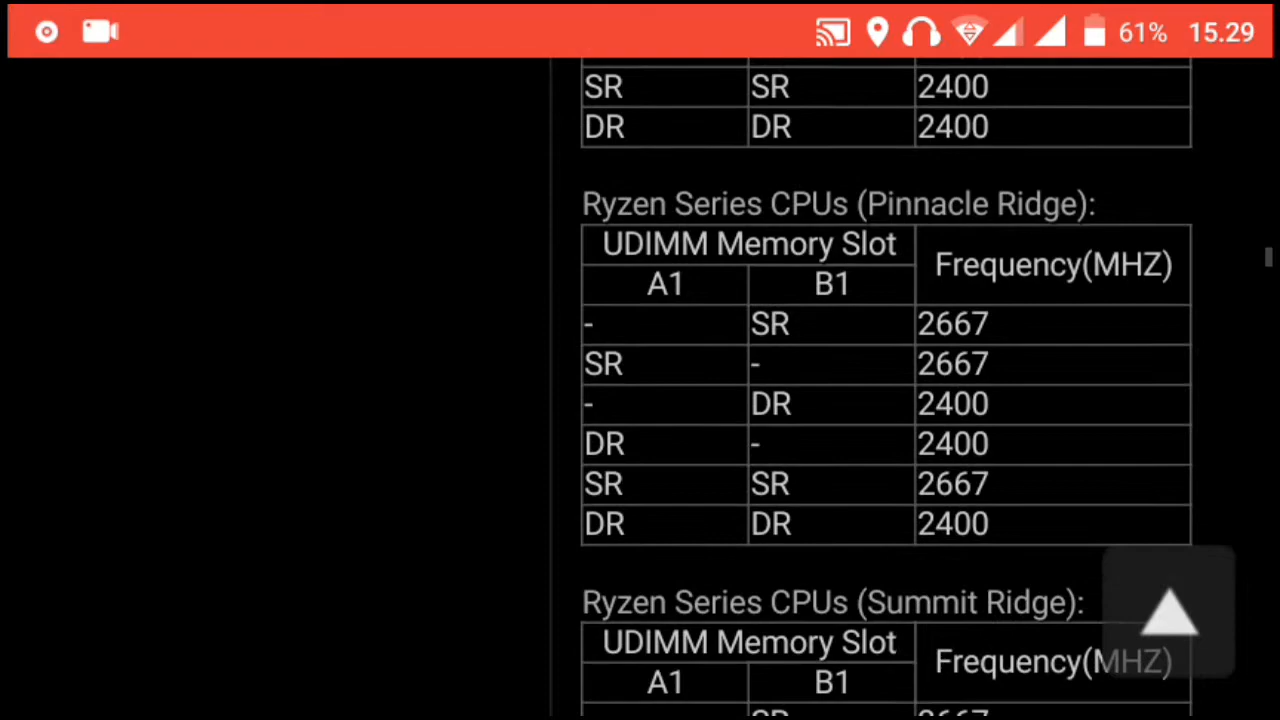 61% 15.29
SR SR 2400
DR DR 2400
Ryzen Series CPUs (Pinnacle Ridge):
UDIMM Memory Slot Frequency(MHZ)
A1 B1
- SR 2667
SR - 2667
- DR 2400
DR - 2400
SR SR 2667
DR DR 2400
Ryzen Series CPUs (Summit Ridge):
UDIMM Memory Slot Frequency(MHZ)
A1 B1
SR 2667